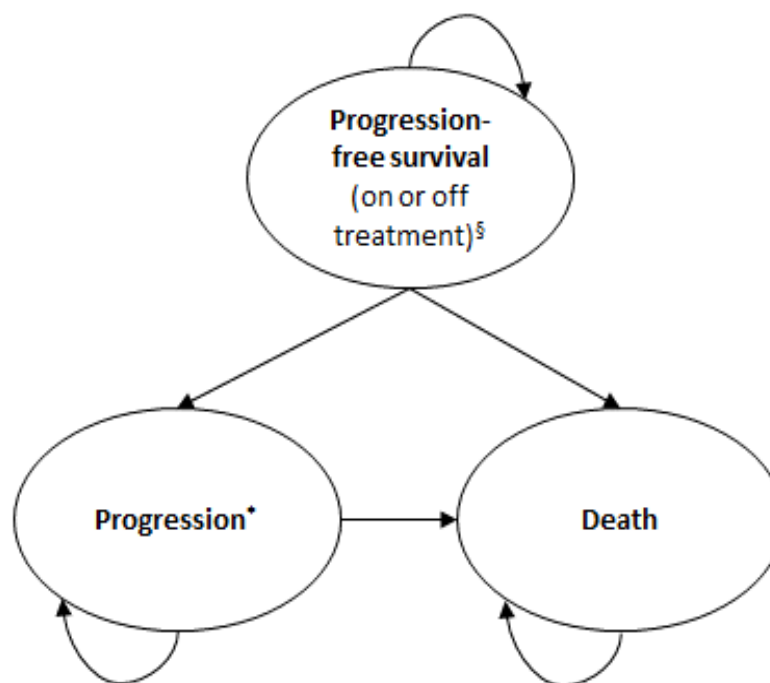 Progression-
free survival
(on or off
treatment)§
Progression*
Death